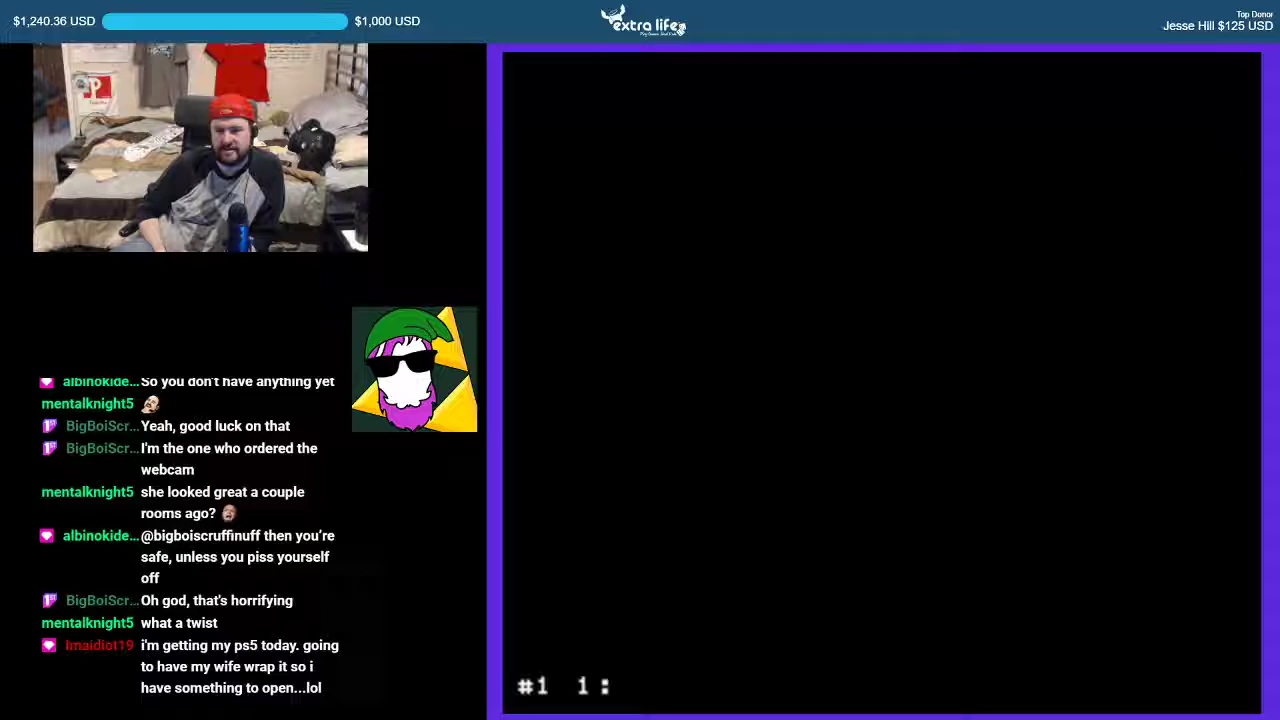 $1,240.36 USD
$1,000 USD
extra life
Top Donor
Jesse Hill $125 USD
albinokide... So you don't have anything yet
mentalknight5
BigBoiScr... Yeah, good luck on that
BigBoiScr... I'm the one who ordered the
webcam
mentalknight5 she looked great a couple
rooms ago?
albinokide... @bigboiscruffinuff then you're
safe, unless you piss yourself
off
BigBoiScr... Oh god, that's horrifying
mentalknight5 what a twist
i'm getting my ps5 today. going
to have my wife wrap it so i
have something to open...lol
#1 1: